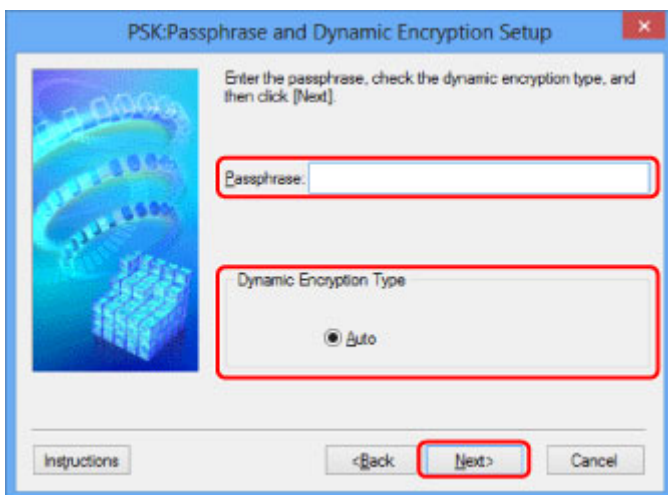 PSK:Passphrase and Dynamic Encryption Setup
Enter the passphrase, check the dynamic encryption type, and
then click [Next].
Passphrase:
Dynamic Encryption Type
Auto
Instructions
<Back
Next>
Cancel